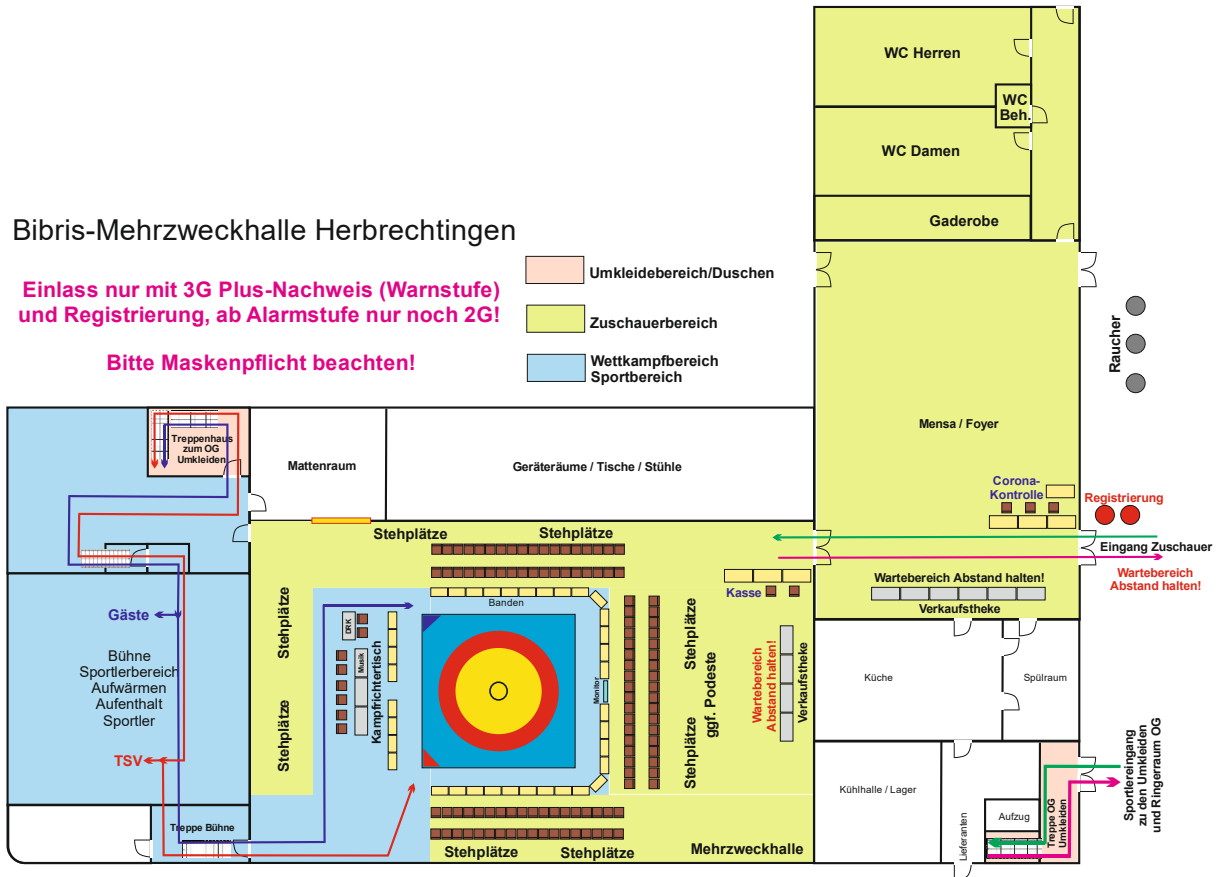 WC Herren
WC
Beh.
WC Damen
Gaderobe
Bibris-Mehrzweckhalle Herbrechtingen
Einlass nur mit 3G Plus-Nachweis (Warnstufe)
und Registrierung, ab Alarmstufe nur noch 2G!
Bitte Maskenpflicht beachten!
Umkleidebereich/Duschen
Zuschauerbereich
Wettkampfbereich
Sportbereich
Raucher
Treppenhaus
zum OG
Umkleiden
Mattenraum
Geräteräume / Tische / Stühle
Mensa / Foyer
Corona-
Kontrolle
Registrierung
Eingang Zuschauer
Wartebereich
Abstand halten!
Stehplätze
Stehplätze
Kasse
Wartebereich Abstand halten!
Verkaufstheke
Gäste
Bühne
Sportlerbereich
Aufwärmen
Aufenthalt
Sportler
TSV
Treppe Bühne
Stehplätze
Stehplätze
DRK
Musik
Kampfrichtertisch
Banden
Monitor
Stehplätze
Stehplätze
ggf. Podeste
Wartebereich
Abstand halten!
Verkaufstheke
Küche
Spülraum
Kühlhalle / Lager
Lieferanten
Aufzug
Treppe OG
Umkleiden
Sportlereingang
zu den Umkleiden
und Ringerraum OG
Stehplätze
Stehplätze
Mehrzweckhalle